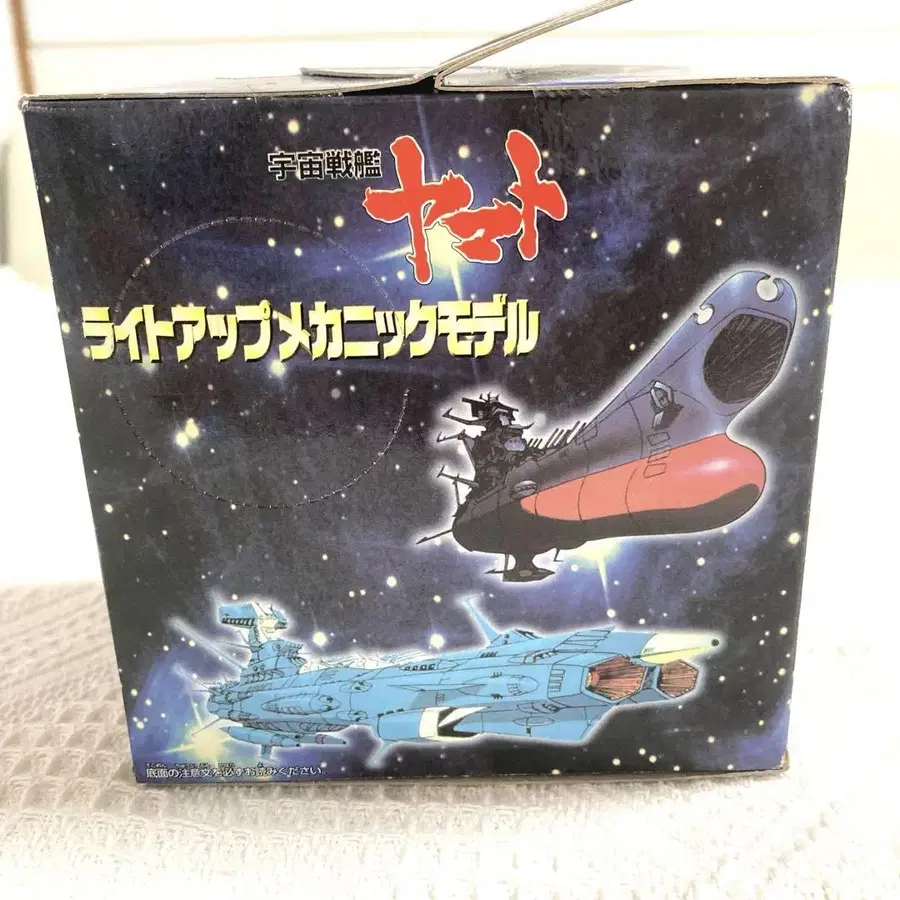 宇宙戦艦
ヤマト
ライトアップメカニックモデル
底面の注意文を必ずお読みください。